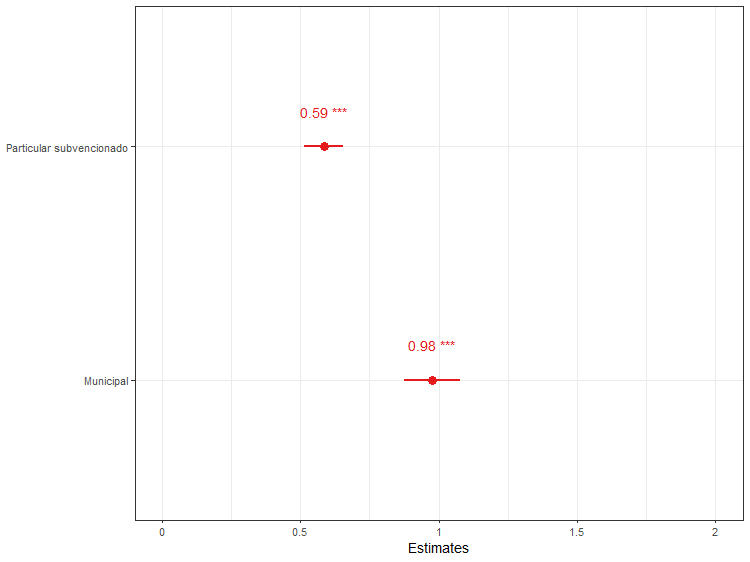 0.59 ***
Particular subvencionado
0.98 ***
Municipal
0 0.5 1 1.5 2
Estimates